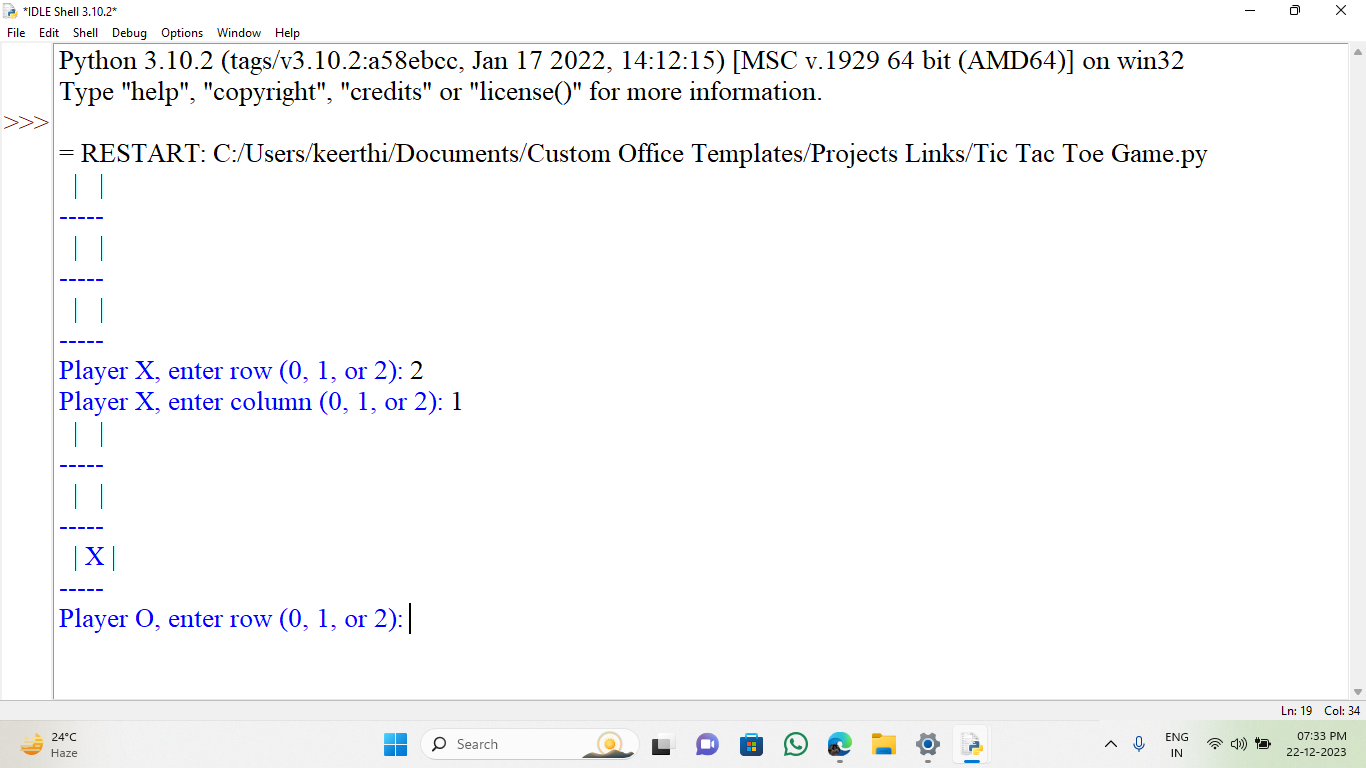 *IDLE Shell 3.10.2*
File Edit Shell Debug Options Window Help
Python 3.10.2 (tags/v3.10.2:a58ebcc, Jan 17 2022, 14:12:15) [MSC v.1929 64 bit (AMD64)] on win32
Type "help", "copyright", "credits" or "license()" for more information.
>>>
= RESTART: C:/Users/keerthi/Documents/Custom Office Templates/Projects Links/Tic Tac Toe Game.py
| |
-----
| |
-----
| |
-----
Player X, enter row (0, 1, or 2): 2
Player X, enter column (0, 1, or 2): 1
| |
-----
| |
-----
|X|
-----
Player O, enter row (0, 1, or 2):
Ln: 19 Col: 34
24°C
Haze
Search
ENG
IN
07:33 PM
22-12-2023